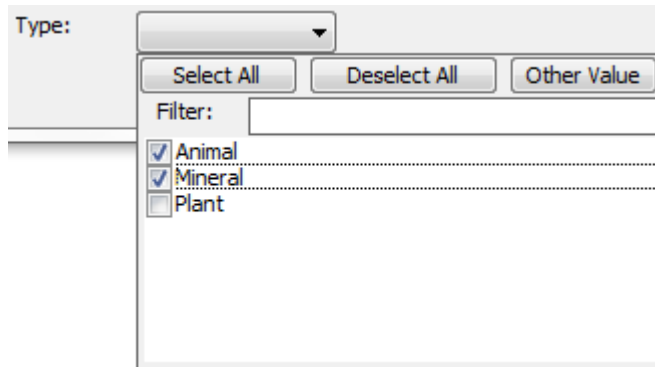 Type:
Select All Deselect All Other Value
Filter:
Animal
Mineral
Plant